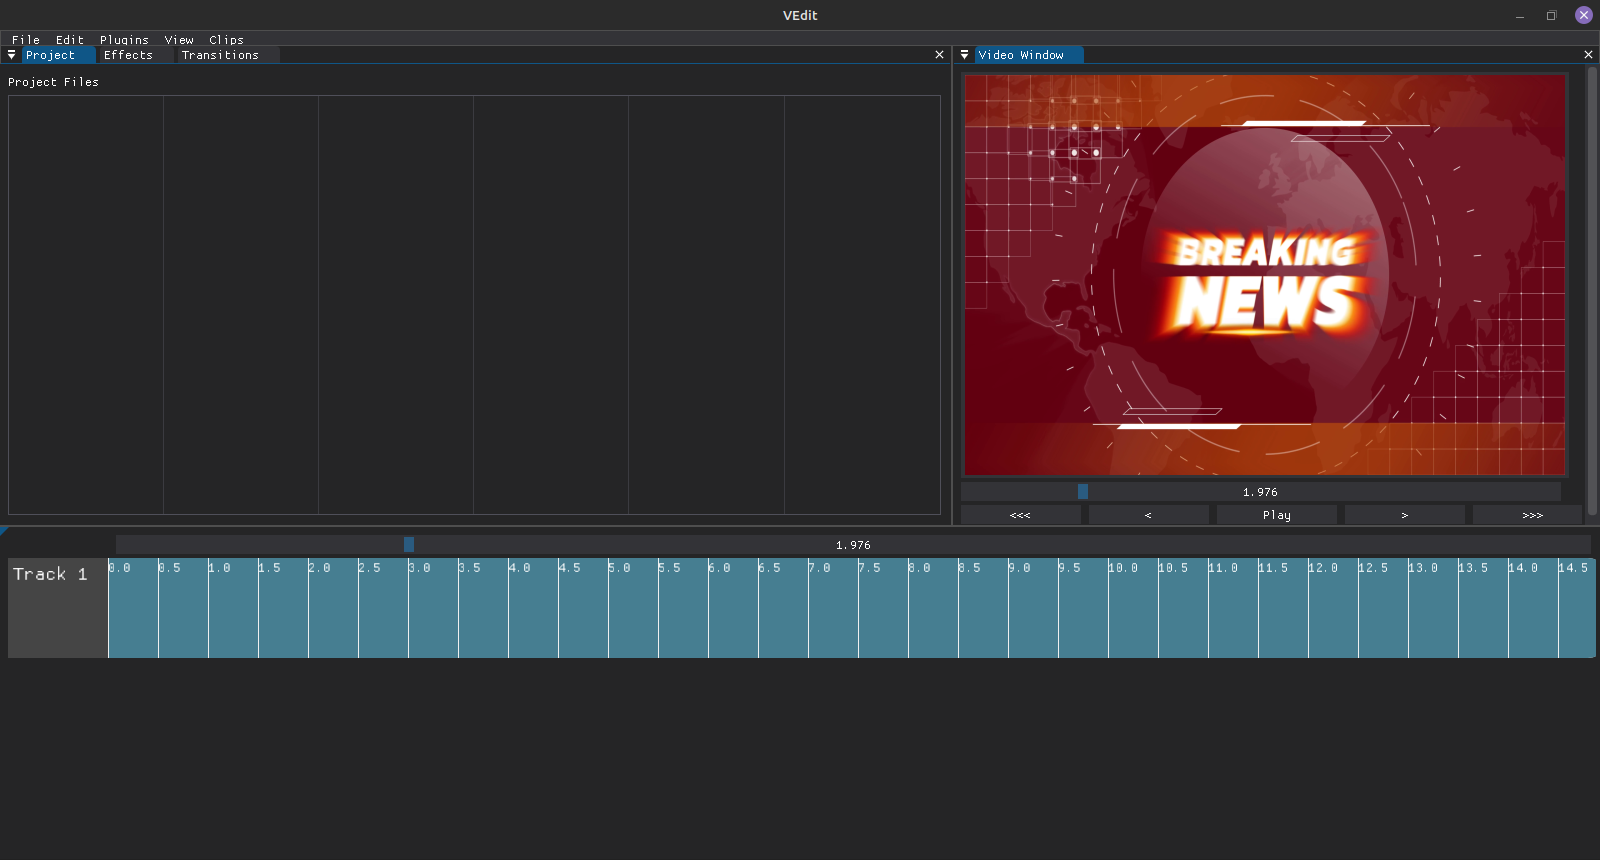 VEdit
File Edit Plugins View Clips
Project Effects Transitions
Video Window
Project Files
BREAKING
NEWS
1.976
<<< < Play > >>>
1.976
Track 1
0.0 0.5 1.0 1.5 2.0 2.5 3.0 3.5 4.0 4.5 5.0 5.5 6.0 6.5 7.0 7.5 8.0 8.5 9.0 9.5 10.0 10.5 11.0 11.5 12.0 12.5 13.0 13.5 14.0 14.5